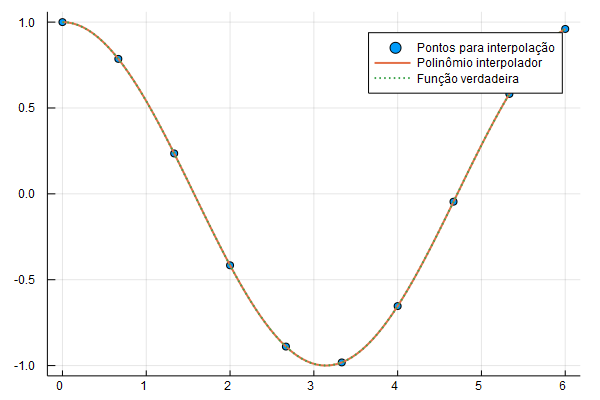 1.0
0.5
0.0
-0.5
-1.0
0 1 2 3 4 5 6
Pontos para interpolação
Polinômio interpolador
Função verdadeira